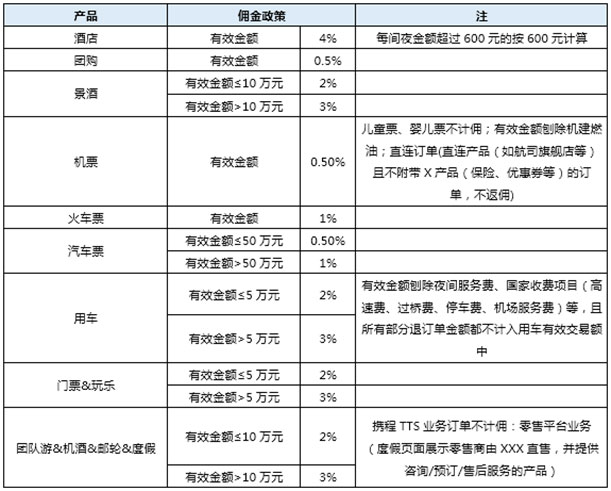 产品 佣金政策 注
酒店 有效金额 4% 每间夜金额超过 600 元的按 600 元计算
团购 有效金额 0.5%
景酒 有效金额≤10 万元 2%
有效金额>10 万元 3%
机票 有效金额 0.50% 儿童票、婴儿票不计佣；有效金额刨除机建燃
油；直连订单(直连产品（如航司旗舰店等）
且不附带 X 产品（保险、优惠券等）的订
单，不返佣)
火车票 有效金额 1%
汽车票 有效金额≤50 万元 0.50%
有效金额>50 万元 1%
用车 有效金额≤5 万元 2% 有效金额刨除夜间服务费、国家收费项目（高
速费、过桥费、停车费、机场服务费）等，且
有效金额>5 万元 3% 所有部分退订单金额都不计入用车有效交易额
中
门票&玩乐 有效金额≤5 万元 2%
有效金额>5 万元 3%
团队游&机酒&邮轮&度假 有效金额≤10 万元 2% 携程 TTS 业务订单不计佣：零售平台业务
（度假页面展示零售商由 XXX 直售，并提供
咨询/预订/售后服务的产品）
有效金额>10 万元 3%